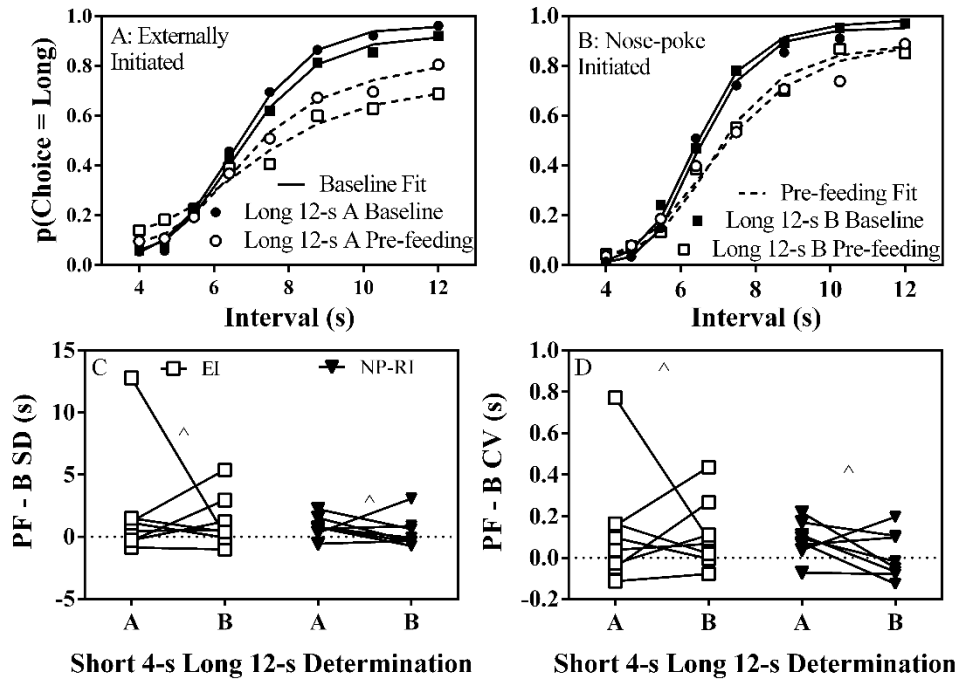 A: Externally
Initiated
p(Choice = Long)
1.0
0.8
0.6
0.4
0.2
0.0
Baseline Fit
Long 12-s A Baseline
Long 12-s A Pre-feeding
4 6 8 10 12
Interval (s)
B: Nose-poke
Initiated
1.0
0.8
0.6
0.4
0.2
0.0
Pre-feeding Fit
Long 12-s B Baseline
Long 12-s B Pre-feeding
4 6 8 10 12
Interval (s)
C EI NP-RI
PF - B SD (s)
15
10
5
0
-5
^
^
A B A B
Short 4-s Long 12-s Determination
D
PF - B CV (s)
1.0
0.8
0.6
0.4
0.2
0.0
-0.2
^
^
A B A B
Short 4-s Long 12-s Determination